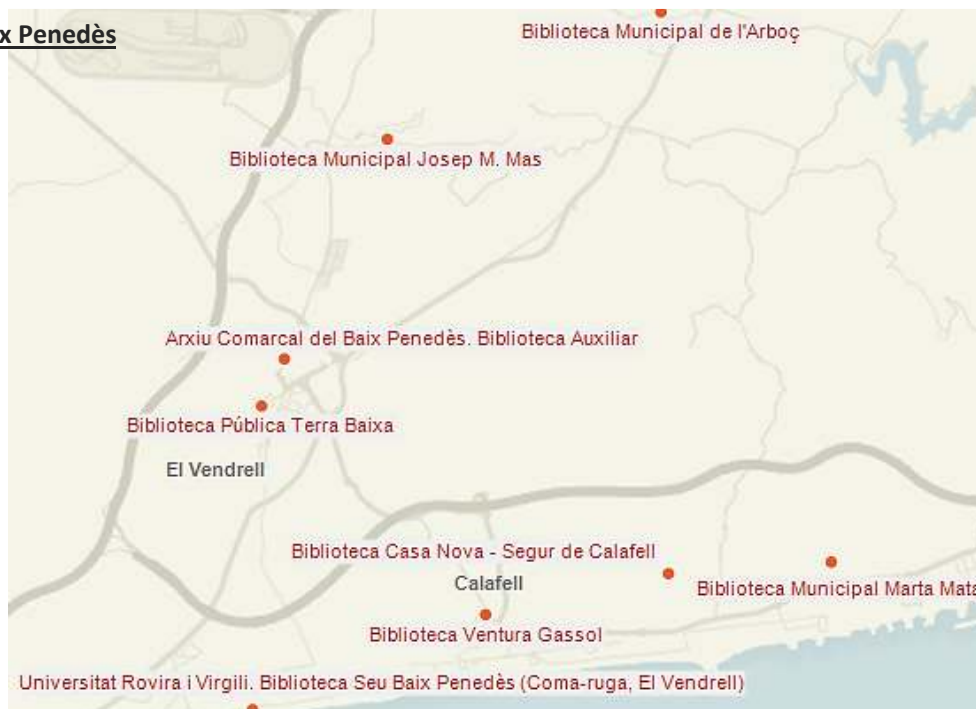 x Penedès
Biblioteca Municipal de l'Arboç
Biblioteca Municipal Josep M. Mas
Arxiu Comarcal del Baix Penedès. Biblioteca Auxiliar
Biblioteca Pública Terra Baixa
El Vendrell
Biblioteca Casa Nova - Segur de Calafell
Calafell
Biblioteca Municipal Marta Mata
Biblioteca Ventura Gassol
Universitat Rovira i Virgili. Biblioteca Seu Baix Penedès (Coma-ruga, El Vendrell)